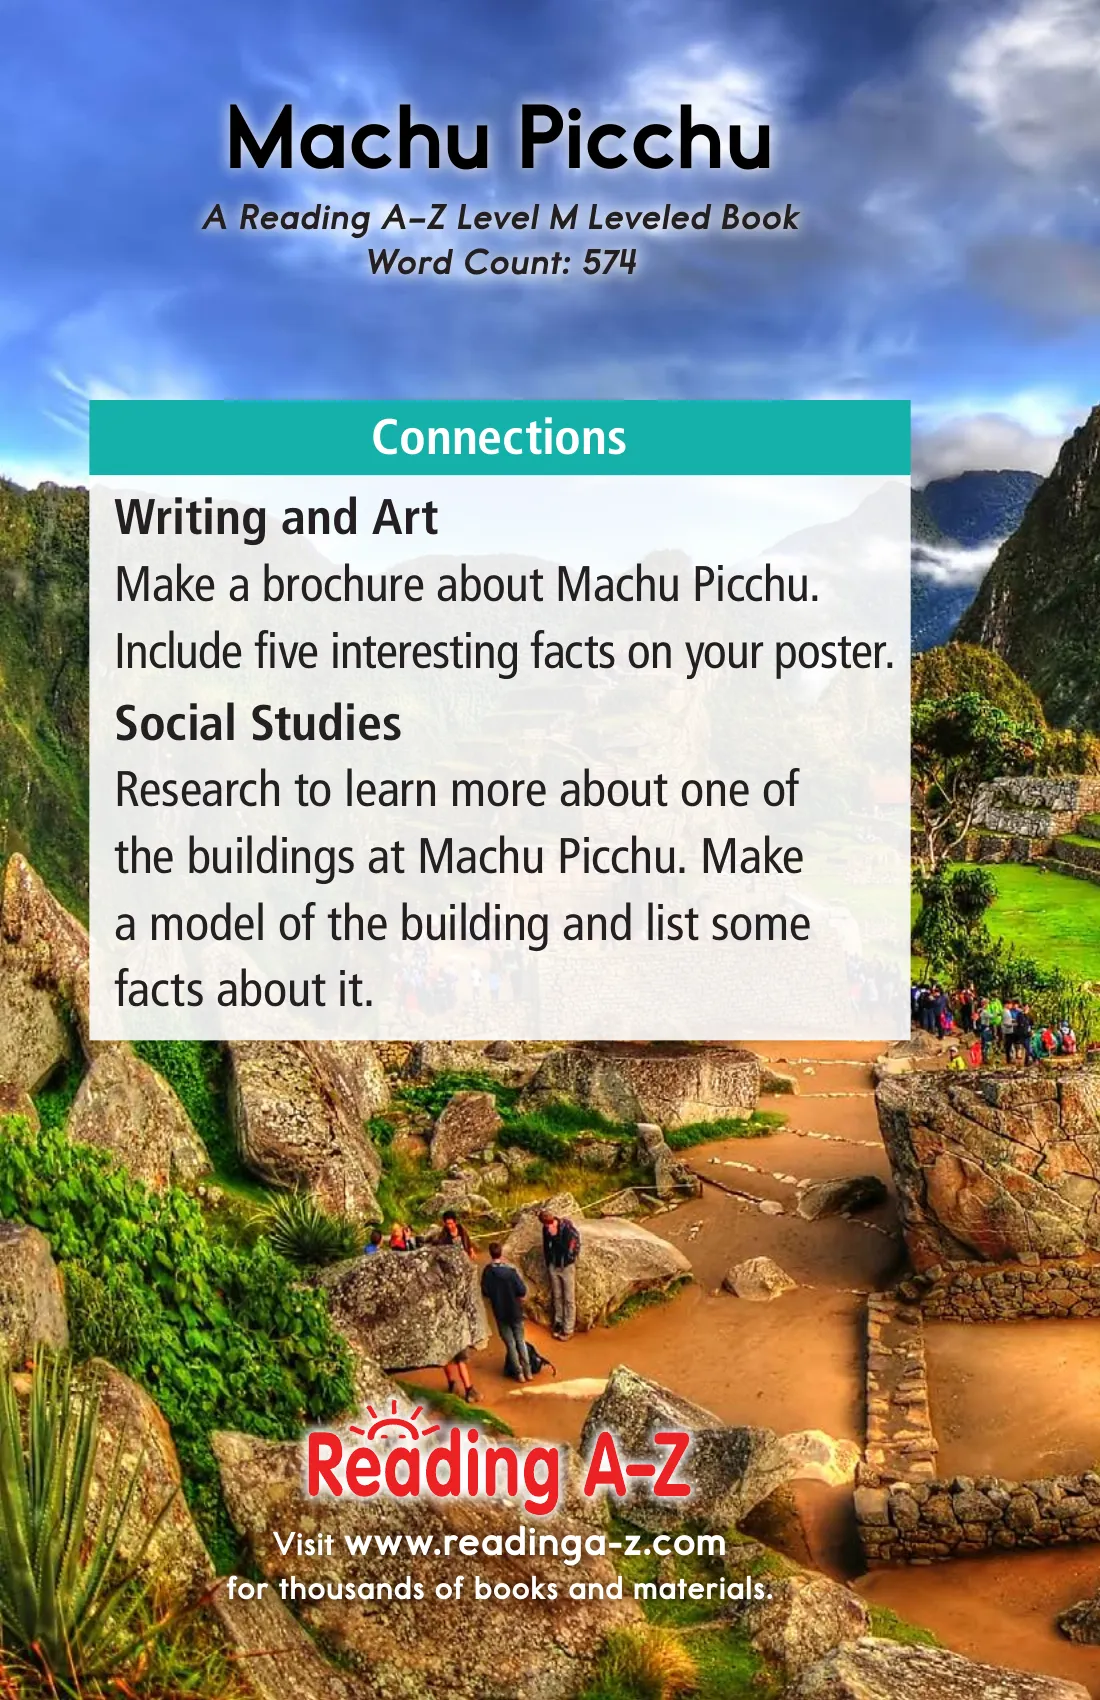 Machu Picchu
A Reading A–Z Level M Leveled Book
Word Count: 574
Connections
Writing and Art
Make a brochure about Machu Picchu.
Include five interesting facts on your poster.
Social Studies
Research to learn more about one of
the buildings at Machu Picchu. Make
a model of the building and list some
facts about it.
Reading A–Z
Visit www.readinga-z.com
for thousands of books and materials.